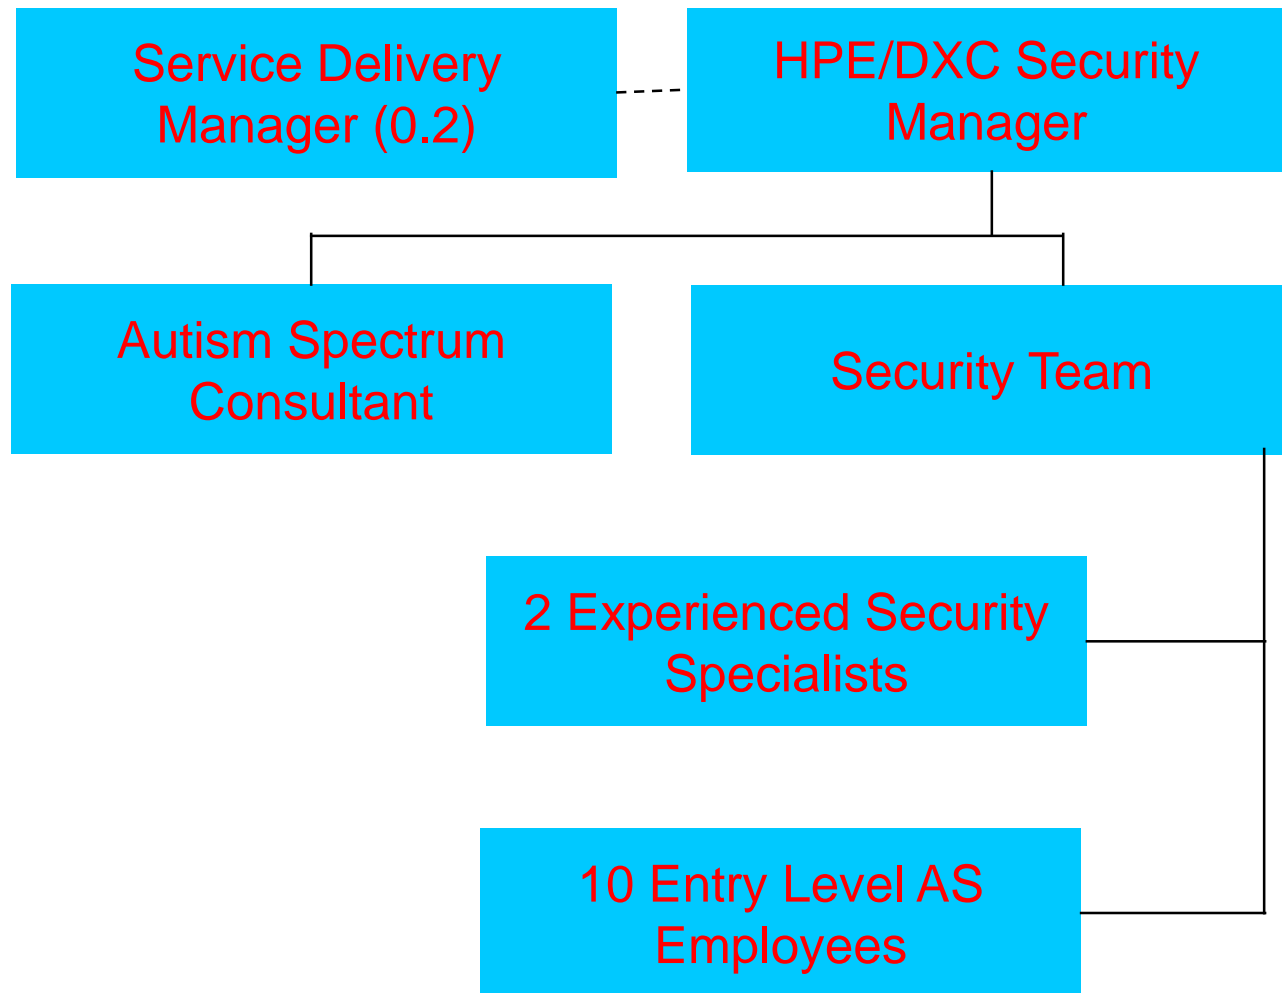 Service Delivery
Manager (0.2)
HPE/DXC Security
Manager
Autism Spectrum
Consultant
Security Team
2 Experienced Security
Specialists
10 Entry Level AS
Employees